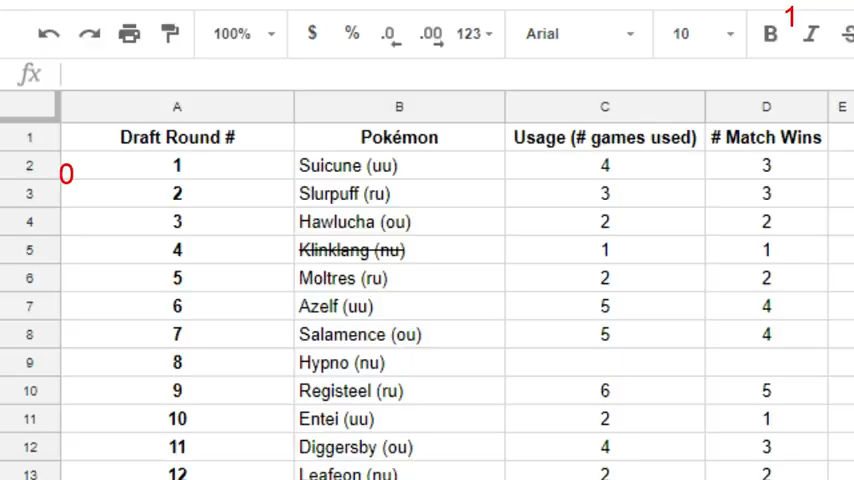 1
100% $ % .0 .00 123 Arial 10 B I S
fx
A B C D E
1 Draft Round # Pokémon Usage (# games used) # Match Wins
2 1 Suicune (uu) 4 3
0
3 2 Slurpuff (ru) 3 3
4 3 Hawlucha (ou) 2 2
5 4 Klinklang (nu) 1 1
6 5 Moltres (ru) 2 2
7 6 Azelf (uu) 5 4
8 7 Salamence (ou) 5 4
9 8 Hypno (nu)
10 9 Registeel (ru) 6 5
11 10 Entei (uu) 2 1
12 11 Diggersby (ou) 4 3
13 12 Leafeon (nu) 2 2